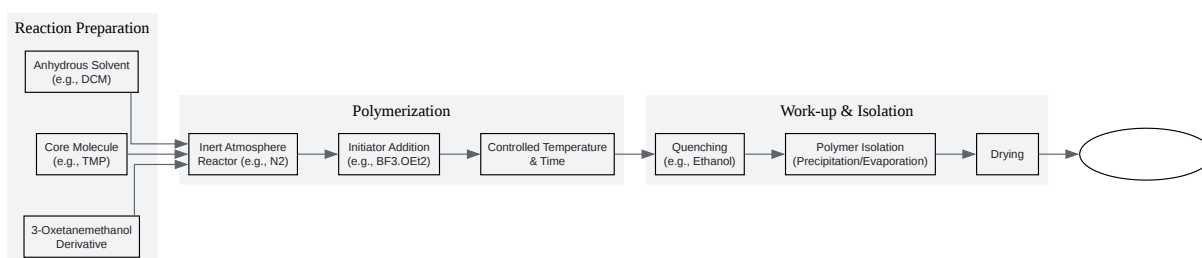 Reaction Preparation
Anhydrous Solvent
(e.g., DCM)
Core Molecule
(e.g., TMP)
3-Oxetanemethanol
Derivative
Polymerization
Inert Atmosphere
Reactor (e.g., N2)
Initiator Addition
(e.g., BF3.OEt2)
Controlled Temperature
& Time
Work-up & Isolation
Quenching
(e.g., Ethanol)
Polymer Isolation
(Precipitation/Evaporation)
Drying